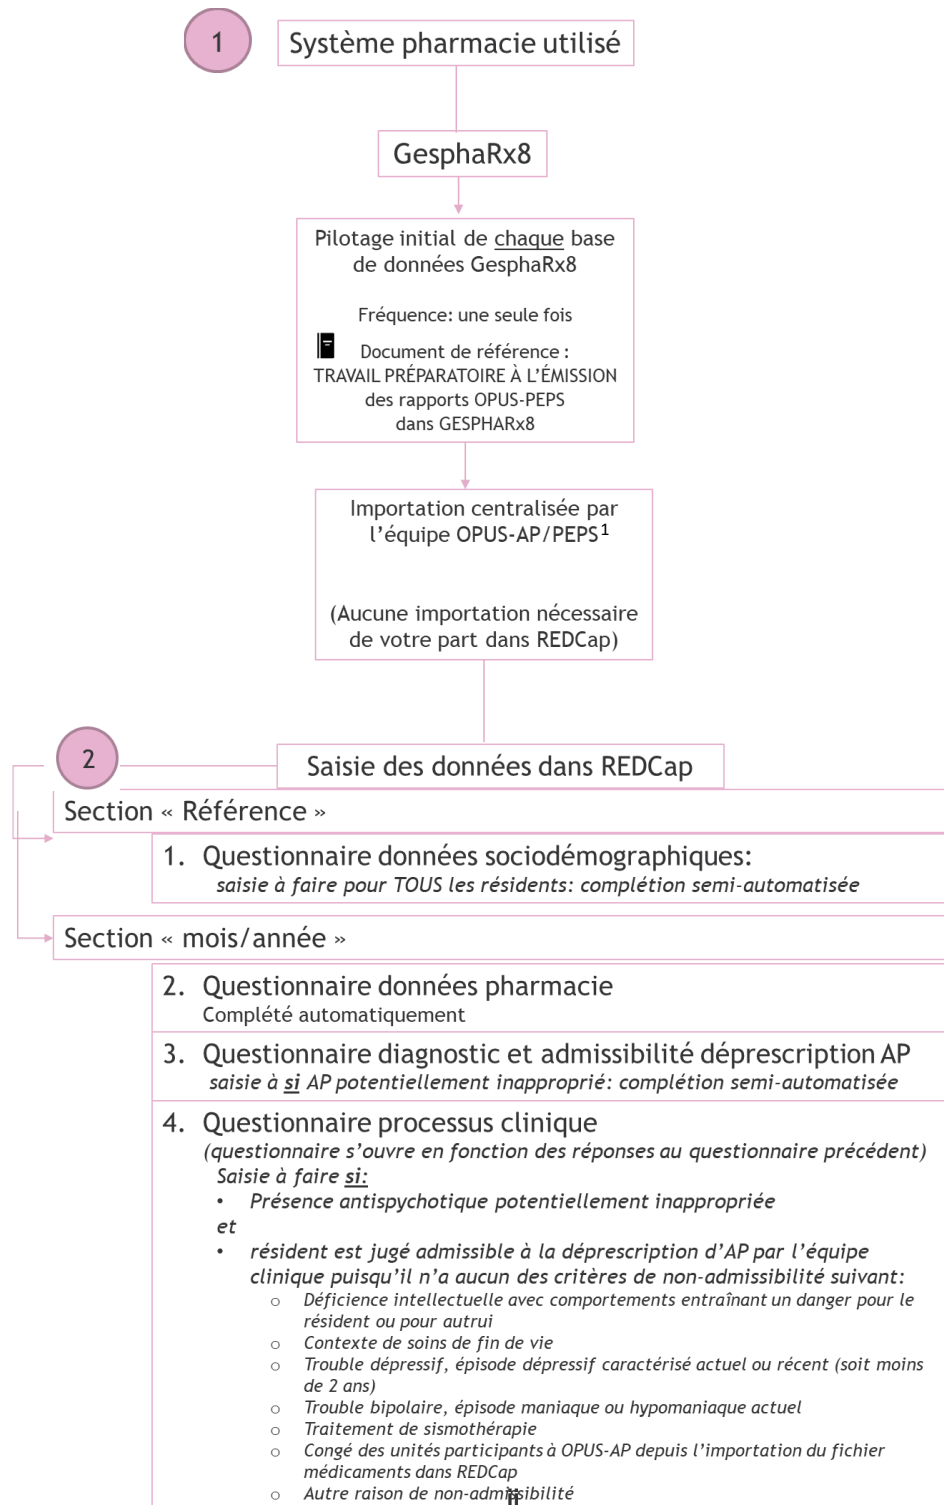 1
Système pharmacie utilisé
GesphaRx8
Pilotage initial de chaque base
de données GesphaRx8
Fréquence: une seule fois
Document de référence :
TRAVAIL PRÉPARATOIRE À L’ÉMISSION
des rapports OPUS-PEPS
dans GESPHARx8
Importation centralisée par
l’équipe OPUS-AP/PEPS1
(Aucune importation nécessaire
de votre part dans REDCap)
2
Saisie des données dans REDCap
Section « Référence »
1. Questionnaire données sociodémographiques:
saisie à faire pour TOUS les résidents: complétion semi-automatisée
Section « mois/année »
2. Questionnaire données pharmacie
Complété automatiquement
3. Questionnaire diagnostic et admissibilité déprescription AP
saisie à si AP potentiellement inapproprié: complétion semi-automatisée
4. Questionnaire processus clinique
(questionnaire s’ouvre en fonction des réponses au questionnaire précédent)
Saisie à faire si:
• Présence antispychotique potentiellement inappropriée
et
• résident est jugé admissible à la déprescription d’AP par l’équipe
clinique puisqu’il n’a aucun des critères de non-admissibilité suivant:
o Déficience intellectuelle avec comportements entraînant un danger pour le
résident ou pour autrui
o Contexte de soins de fin de vie
o Trouble dépressif, épisode dépressif caractérisé actuel ou récent (soit moins
de 2 ans)
o Trouble bipolaire, épisode maniaque ou hypomaniaque actuel
o Traitement de sismothérapie
o Congé des unités participants à OPUS-AP depuis l’importation du fichier
médicaments dans REDCap
o Autre raison de non-admissibilité
ii